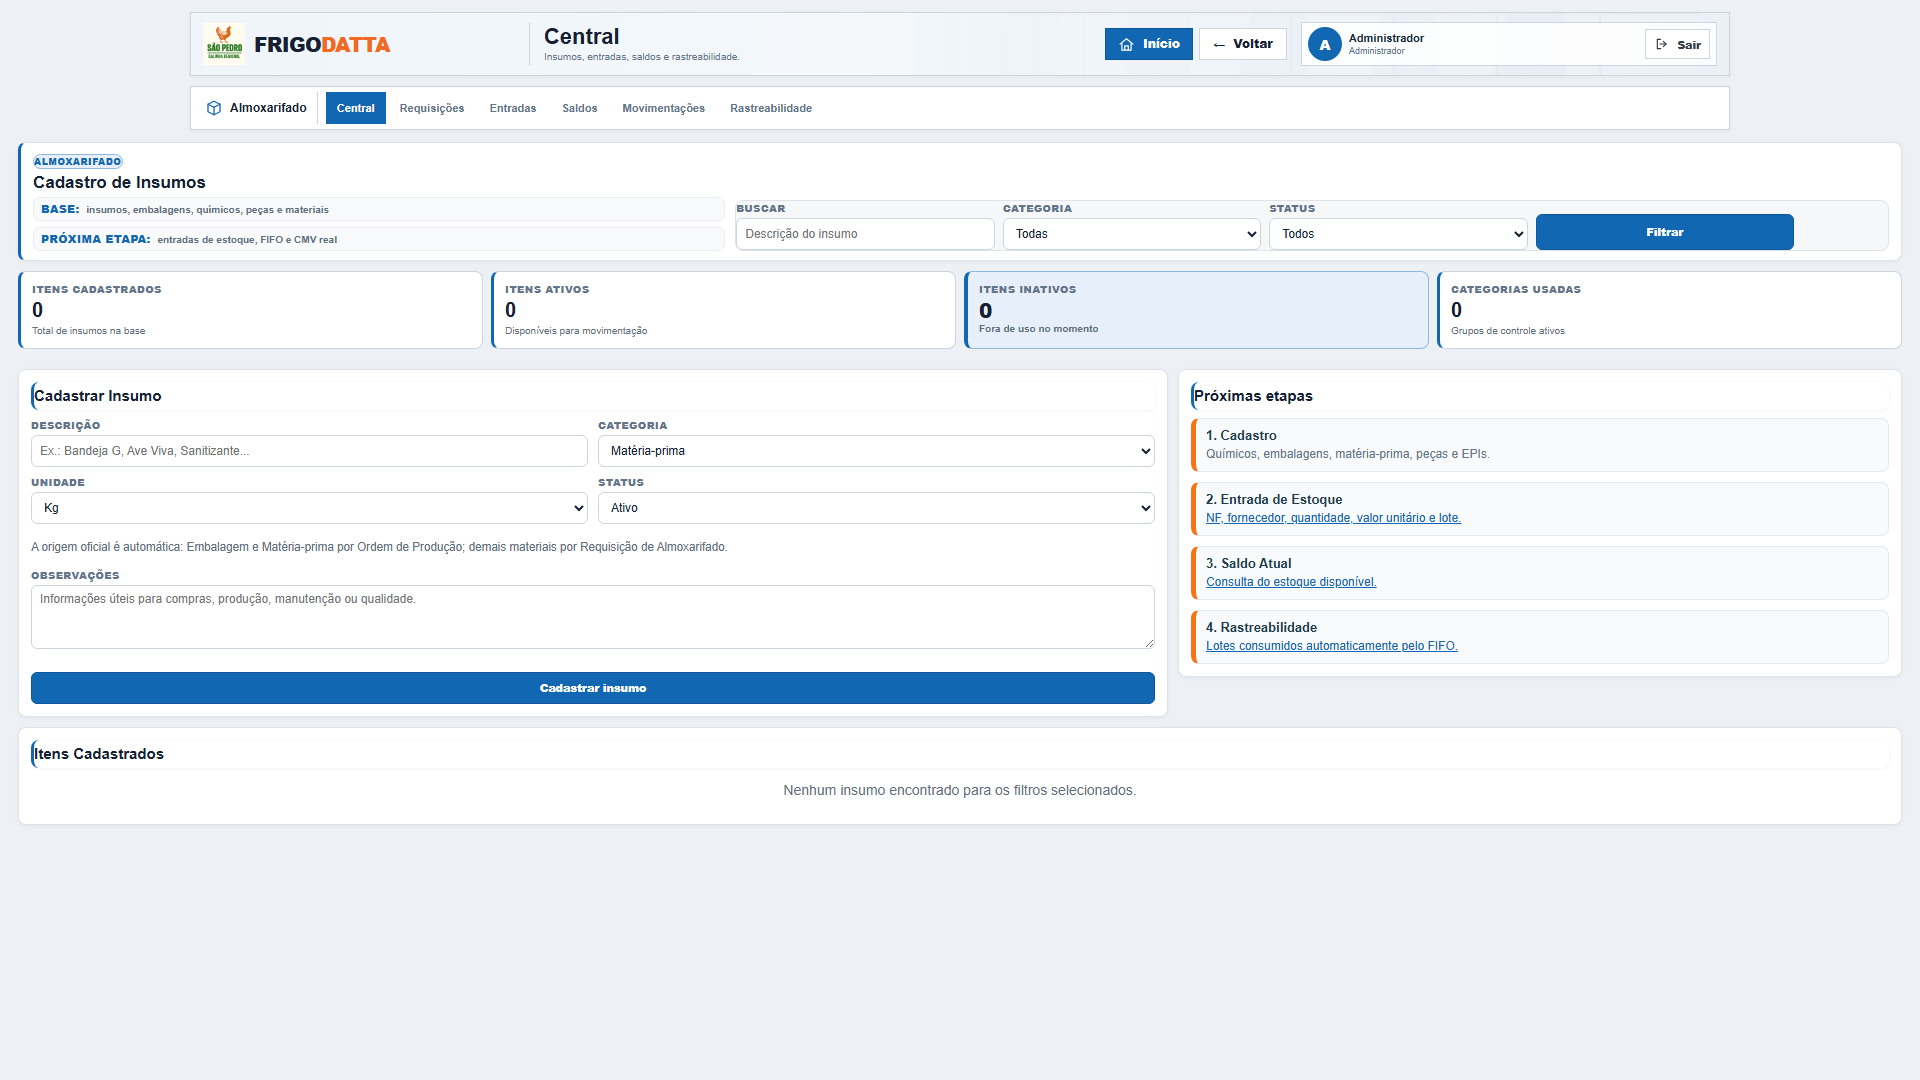 SÃO PEDRO
GALINHA REGIONAL
FRIGODATTA
Central
Insumos, entradas, saldos e rastreabilidade.
Início
← Voltar
A
Administrador
Administrador
Sair
Almoxarifado
Central
Requisições
Entradas
Saldos
Movimentações
Rastreabilidade
ALMOXARIFADO
Cadastro de Insumos
BASE: insumos, embalagens, químicos, peças e materiais
PRÓXIMA ETAPA: entradas de estoque, FIFO e CMV real
BUSCAR
Descrição do insumo
CATEGORIA
Todas
STATUS
Todos
Filtrar
ITENS CADASTRADOS
0
Total de insumos na base
ITENS ATIVOS
0
Disponíveis para movimentação
ITENS INATIVOS
0
Fora de uso no momento
CATEGORIAS USADAS
0
Grupos de controle ativos
Cadastrar Insumo
DESCRIÇÃO
Ex.: Bandeja G, Ave Viva, Sanitizante...
CATEGORIA
Matéria-prima
UNIDADE
Kg
STATUS
Ativo
A origem oficial é automática: Embalagem e Matéria-prima por Ordem de Produção; demais materiais por Requisição de Almoxarifado.
OBSERVAÇÕES
Informações úteis para compras, produção, manutenção ou qualidade.
Cadastrar insumo
Próximas etapas
1. Cadastro
Químicos, embalagens, matéria-prima, peças e EPIs.
2. Entrada de Estoque
NF, fornecedor, quantidade, valor unitário e lote.
3. Saldo Atual
Consulta do estoque disponível.
4. Rastreabilidade
Lotes consumidos automaticamente pelo FIFO.
Itens Cadastrados
Nenhum insumo encontrado para os filtros selecionados.